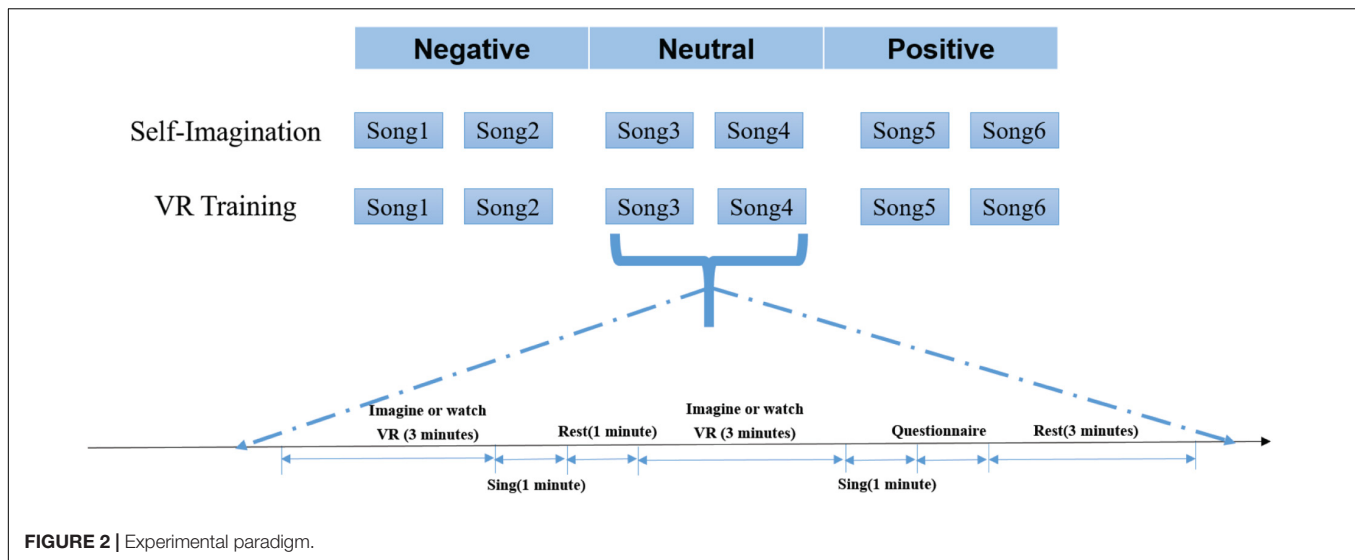 Negative Neutral Positive
Self-Imagination Song1 Song2 Song3 Song4 Song5 Song6
VR Training Song1 Song2 Song3 Song4 Song5 Song6
Imagine or watch
VR (3 minutes)
Sing(1 minute)
Rest(1 minute)
Imagine or watch
VR (3 minutes)
Sing(1 minute)
Questionnaire
Rest(3 minutes)
FIGURE 2 | Experimental paradigm.